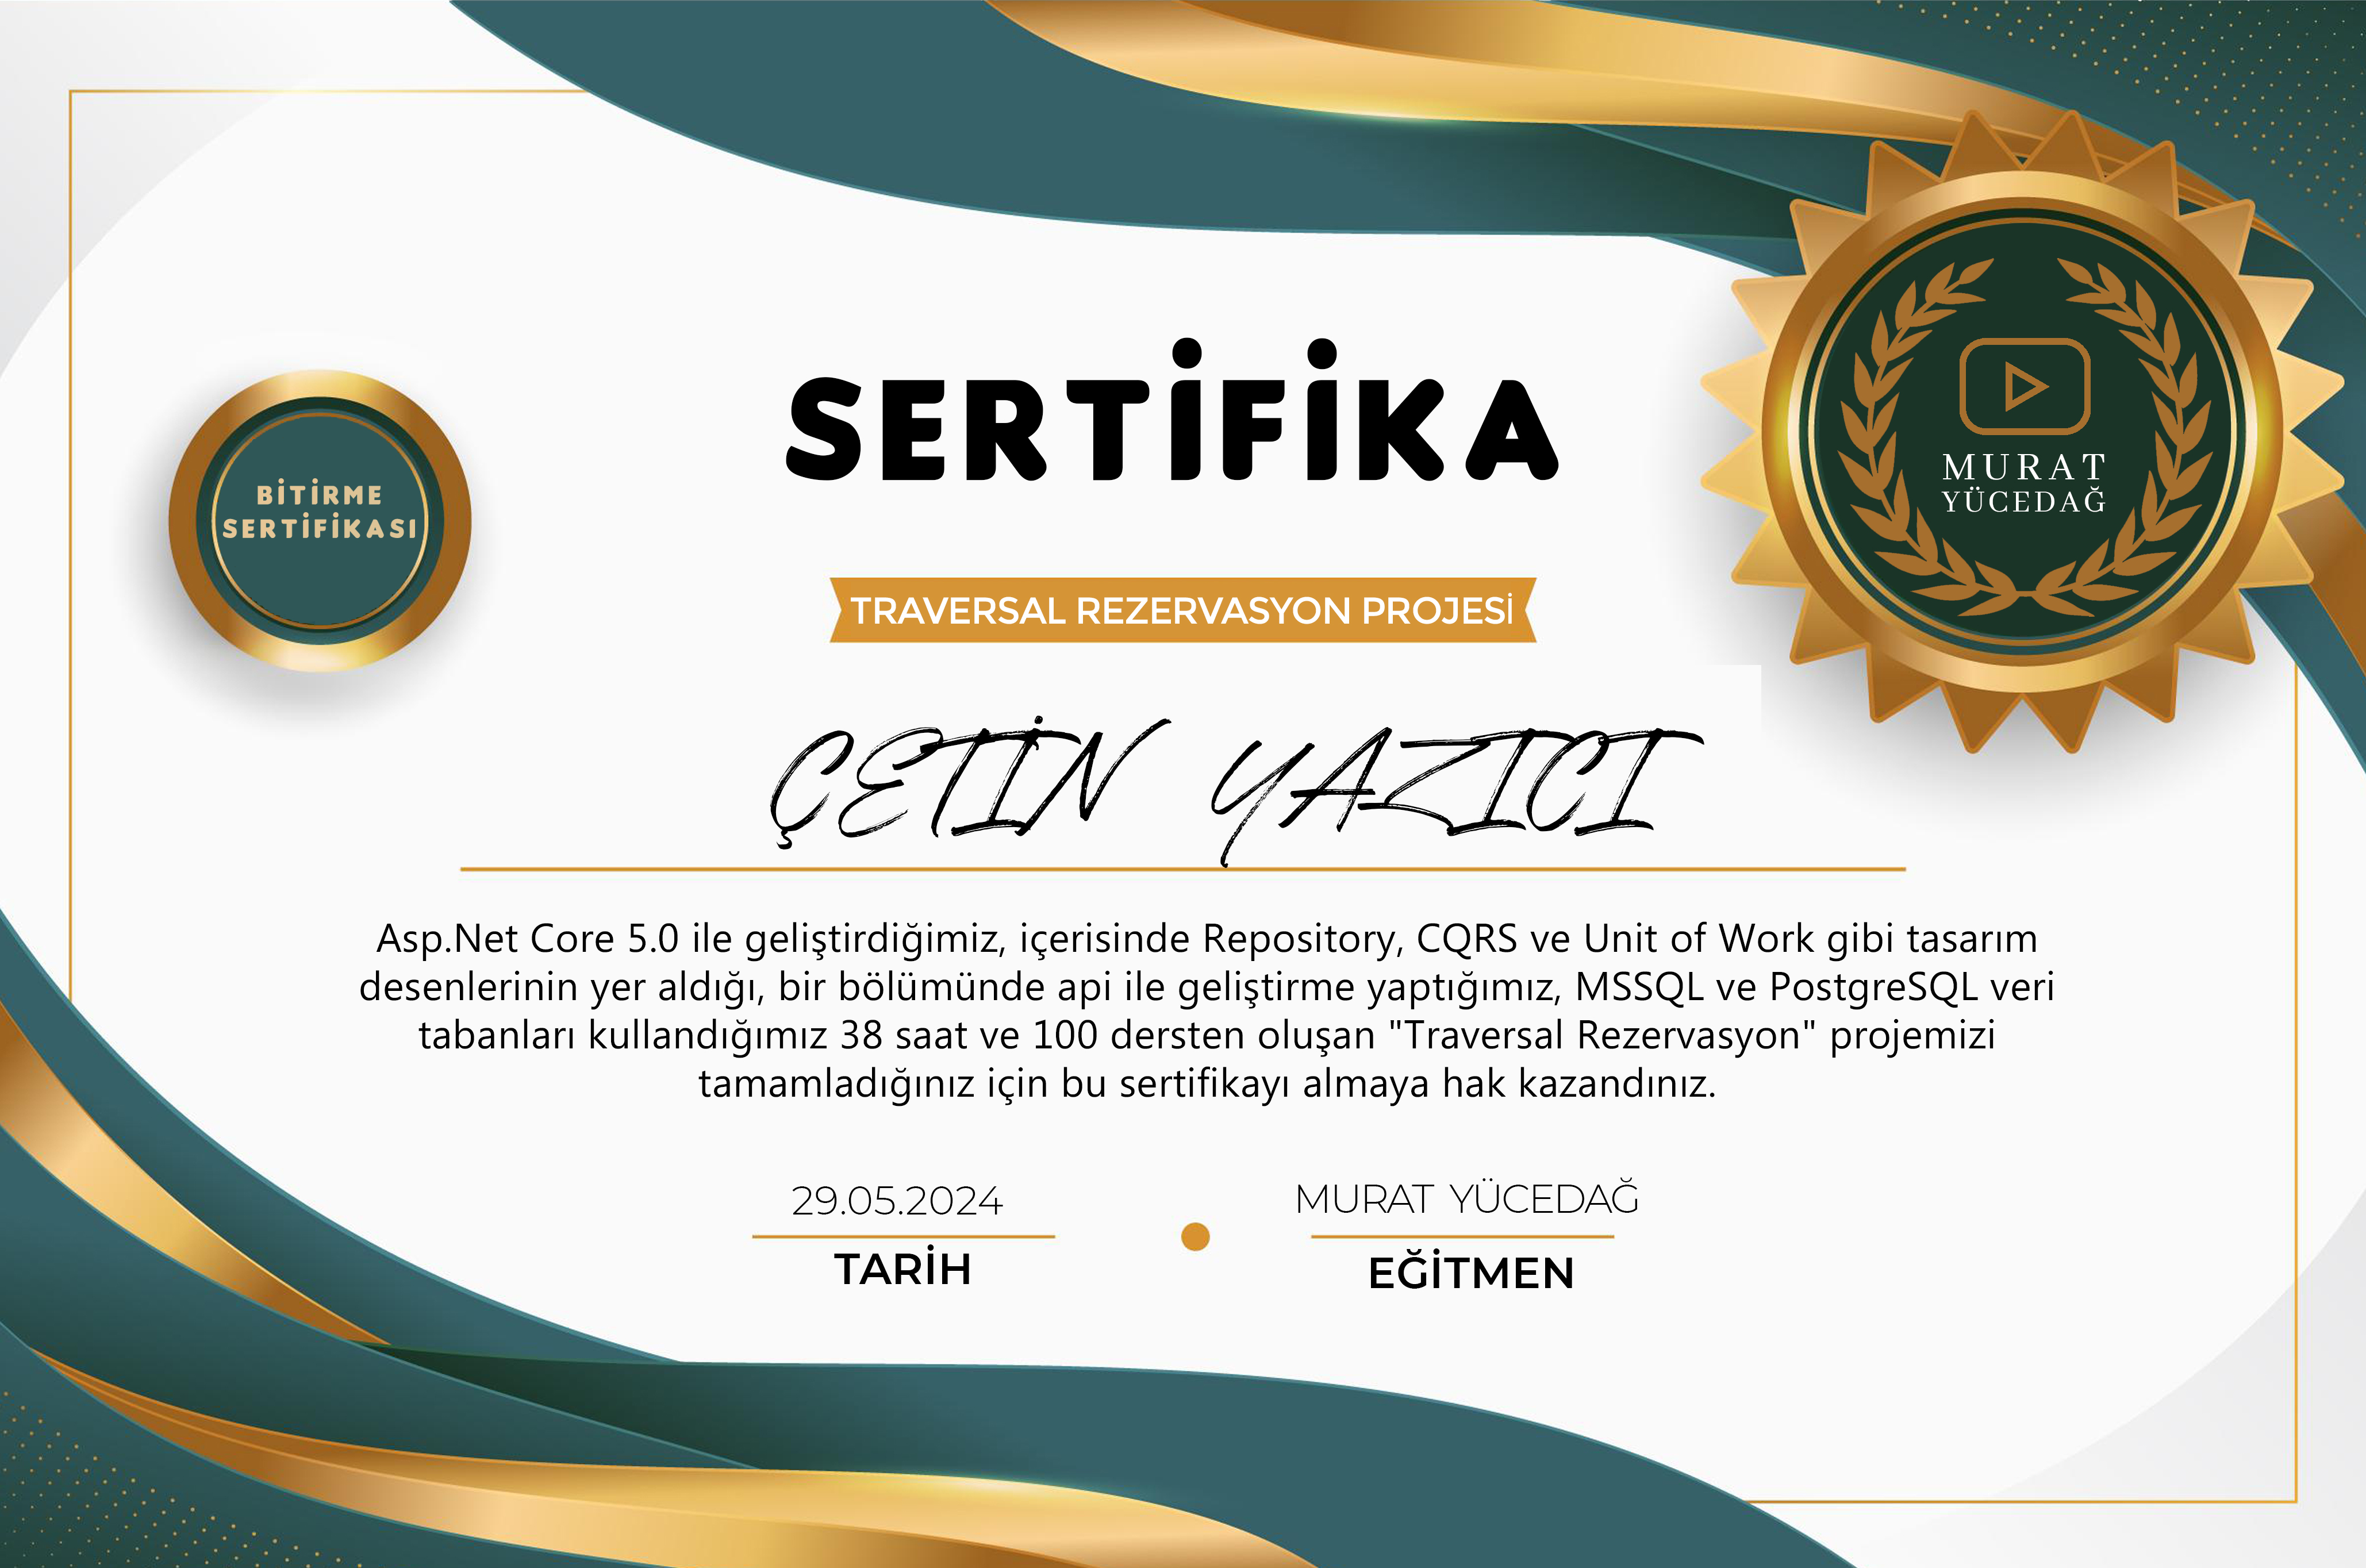 SERTİFİKA
BİTİRME
SERTİFİKASI
MURAT
YÜCEDAĞ
TRAVERSAL REZERVASYON PROJESİ
ÇETİN YAZICI
Asp.Net Core 5.0 ile geliştirdiğimiz, içerisinde Repository, CQRS ve Unit of Work gibi tasarım
desenlerinin yer aldığı, bir bölümünde api ile geliştirme yaptığımız, MSSQL ve PostgreSQL veri
tabanları kullandığımız 38 saat ve 100 dersten oluşan "Traversal Rezervasyon" projemizi
tamamladığınız için bu sertifikayı almaya hak kazandınız.
29.05.2024
TARİH
MURAT YÜCEDAĞ
EĞİTMEN